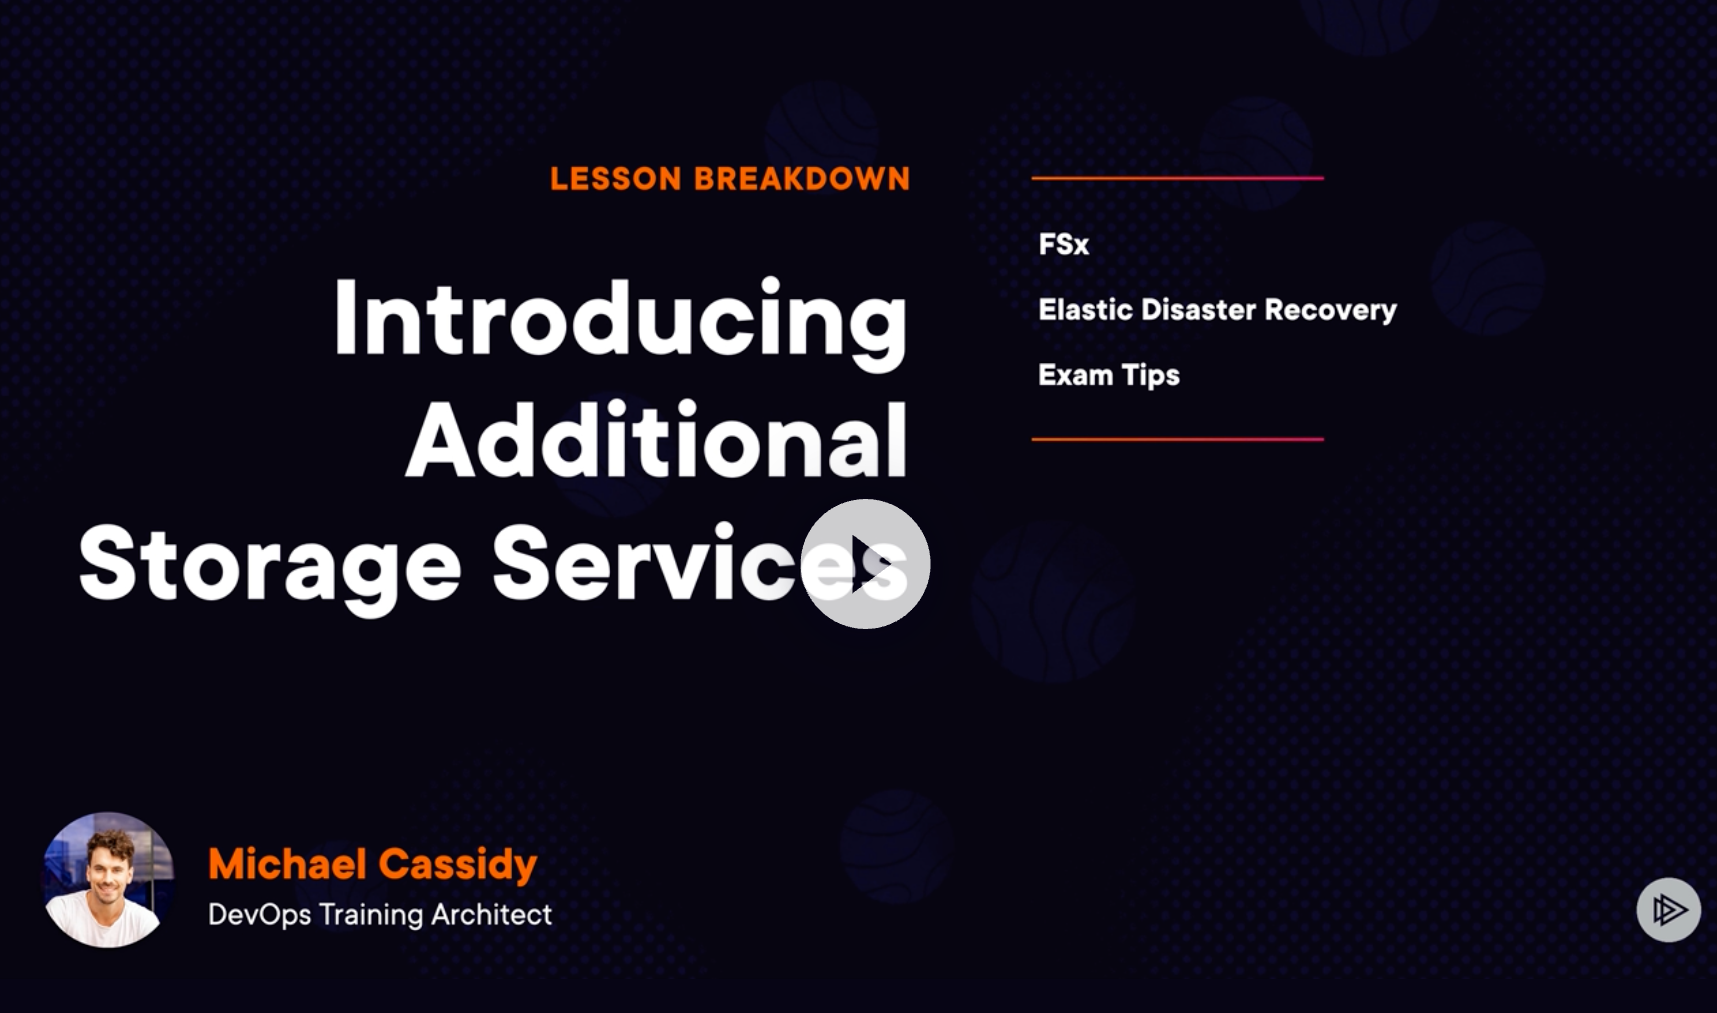 LESSON BREAKDOWN
Introducing
Additional
Storage Services
FSx
Elastic Disaster Recovery
Exam Tips
Michael Cassidy
DevOps Training Architect